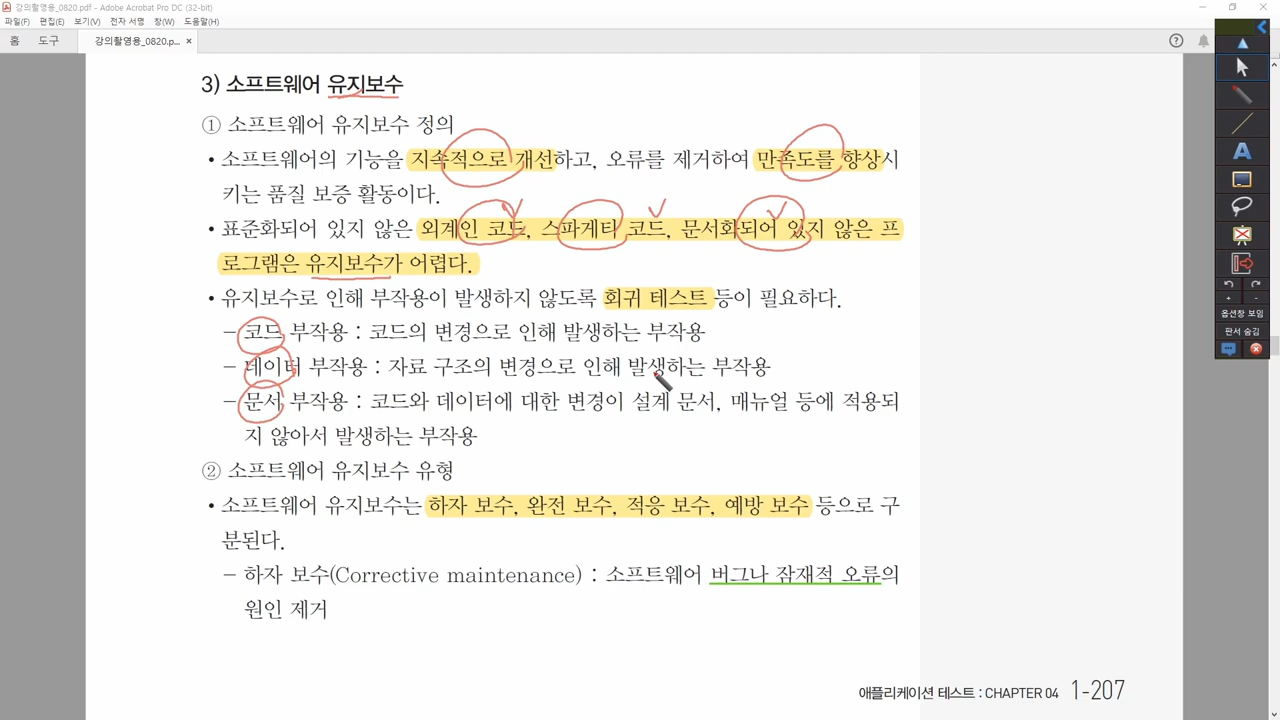 강의촬영용_0820.pdf - Adobe Acrobat Pro DC (32-bit)
파일(F) 편집(E) 보기(V) 전자 서명 창(W) 도움말(H)
홈 도구 강의촬영용_0820.p... ×
3) 소프트웨어 유지보수
① 소프트웨어 유지보수 정의
• 소프트웨어의 기능을 지속적으로 개선하고, 오류를 제거하여 만족도를 향상시
키는 품질 보증 활동이다.
• 표준화되어 있지 않은 외계인 코드, 스파게티 코드, 문서화되어 있지 않은 프
로그램은 유지보수가 어렵다.
• 유지보수로 인해 부작용이 발생하지 않도록 회귀 테스트 등이 필요하다.
– 코드 부작용 : 코드의 변경으로 인해 발생하는 부작용
– 데이터 부작용 : 자료 구조의 변경으로 인해 발생하는 부작용
– 문서 부작용 : 코드와 데이터에 대한 변경이 설계 문서, 매뉴얼 등에 적용되
지 않아서 발생하는 부작용
② 소프트웨어 유지보수 유형
• 소프트웨어 유지보수는 하자 보수, 완전 보수, 적응 보수, 예방 보수 등으로 구
분된다.
– 하자 보수(Corrective maintenance) : 소프트웨어 버그나 잠재적 오류의
원인 제거
애플리케이션 테스트 : CHAPTER 04 1-207
A
옵션창 보임
판서 숨김